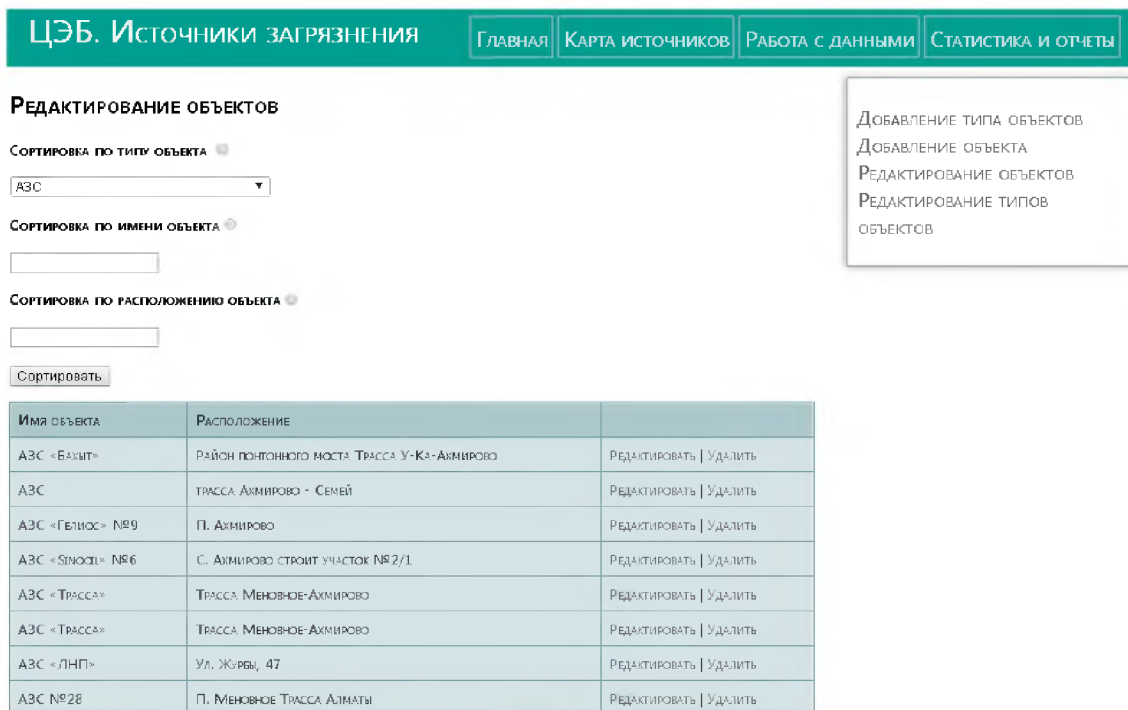 ЦЭБ. Источники загрязнения
Главная Карта источников Работа с данными Статистика и отчеты
Редактирование объектов
Сортировка по типу объекта
АЗС
Сортировка по имени объекта
Сортировка по расположению объекта
Сортировать
Добавление типа объектов
Добавление объекта
Редактирование объектов
Редактирование типов
объектов
Имя объекта Расположение
АЗС «Бахыт» Район понтонного моста Трасса У-Ка-Ахмирово Редактировать | Удалить
АЗС трасса Ахмирово - Семей Редактировать | Удалить
АЗС «Гелиос» №9 П. Ахмирово Редактировать | Удалить
АЗС «Sinooil» №6 С. Ахмирово строит участок №2/1 Редактировать | Удалить
АЗС «Трасса» Трасса Меновное-Ахмирово Редактировать | Удалить
АЗС «Трасса» Трасса Меновное-Ахмирово Редактировать | Удалить
АЗС «ЛНП» Ул. Журбы, 47 Редактировать | Удалить
АЗС №28 П. Меновное Трасса Алматы Редактировать | Удалить